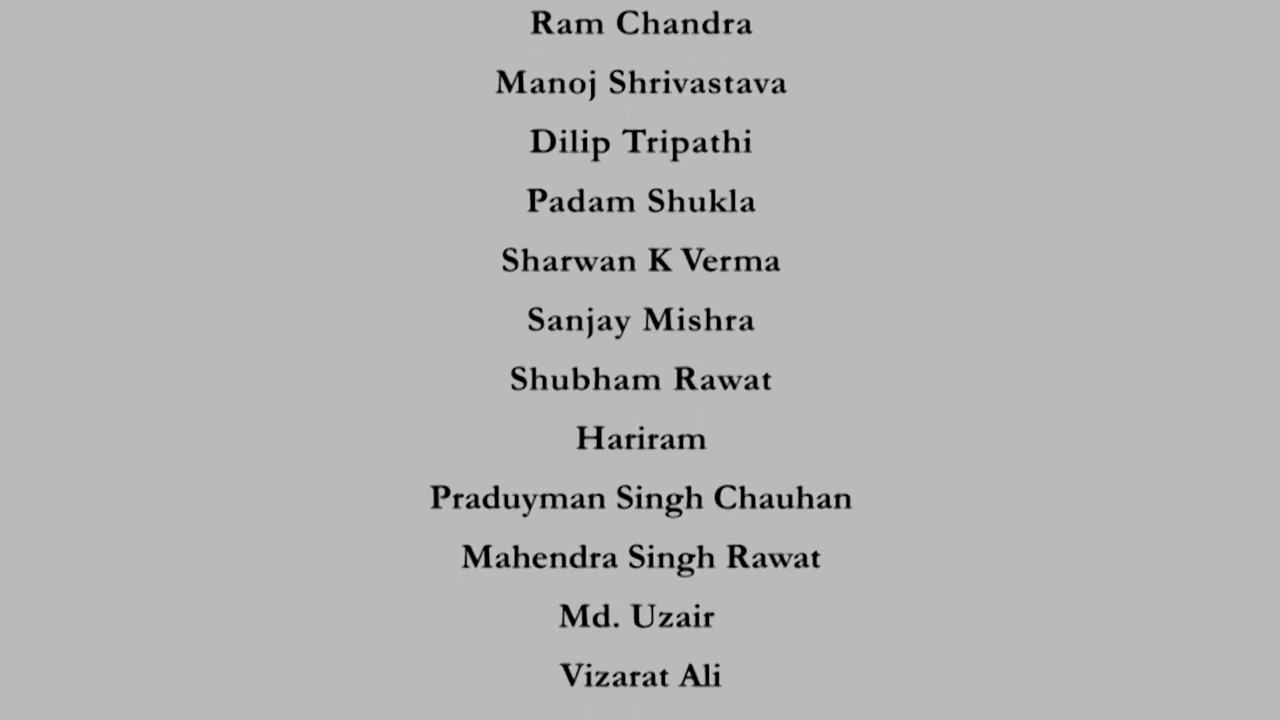 Ram Chandra
Manoj Shrivastava
Dilip Tripathi
Padam Shukla
Sharwan K Verma
Sanjay Mishra
Shubham Rawat
Hariram
Praduyman Singh Chauhan
Mahendra Singh Rawat
Md. Uzair
Vizarat Ali